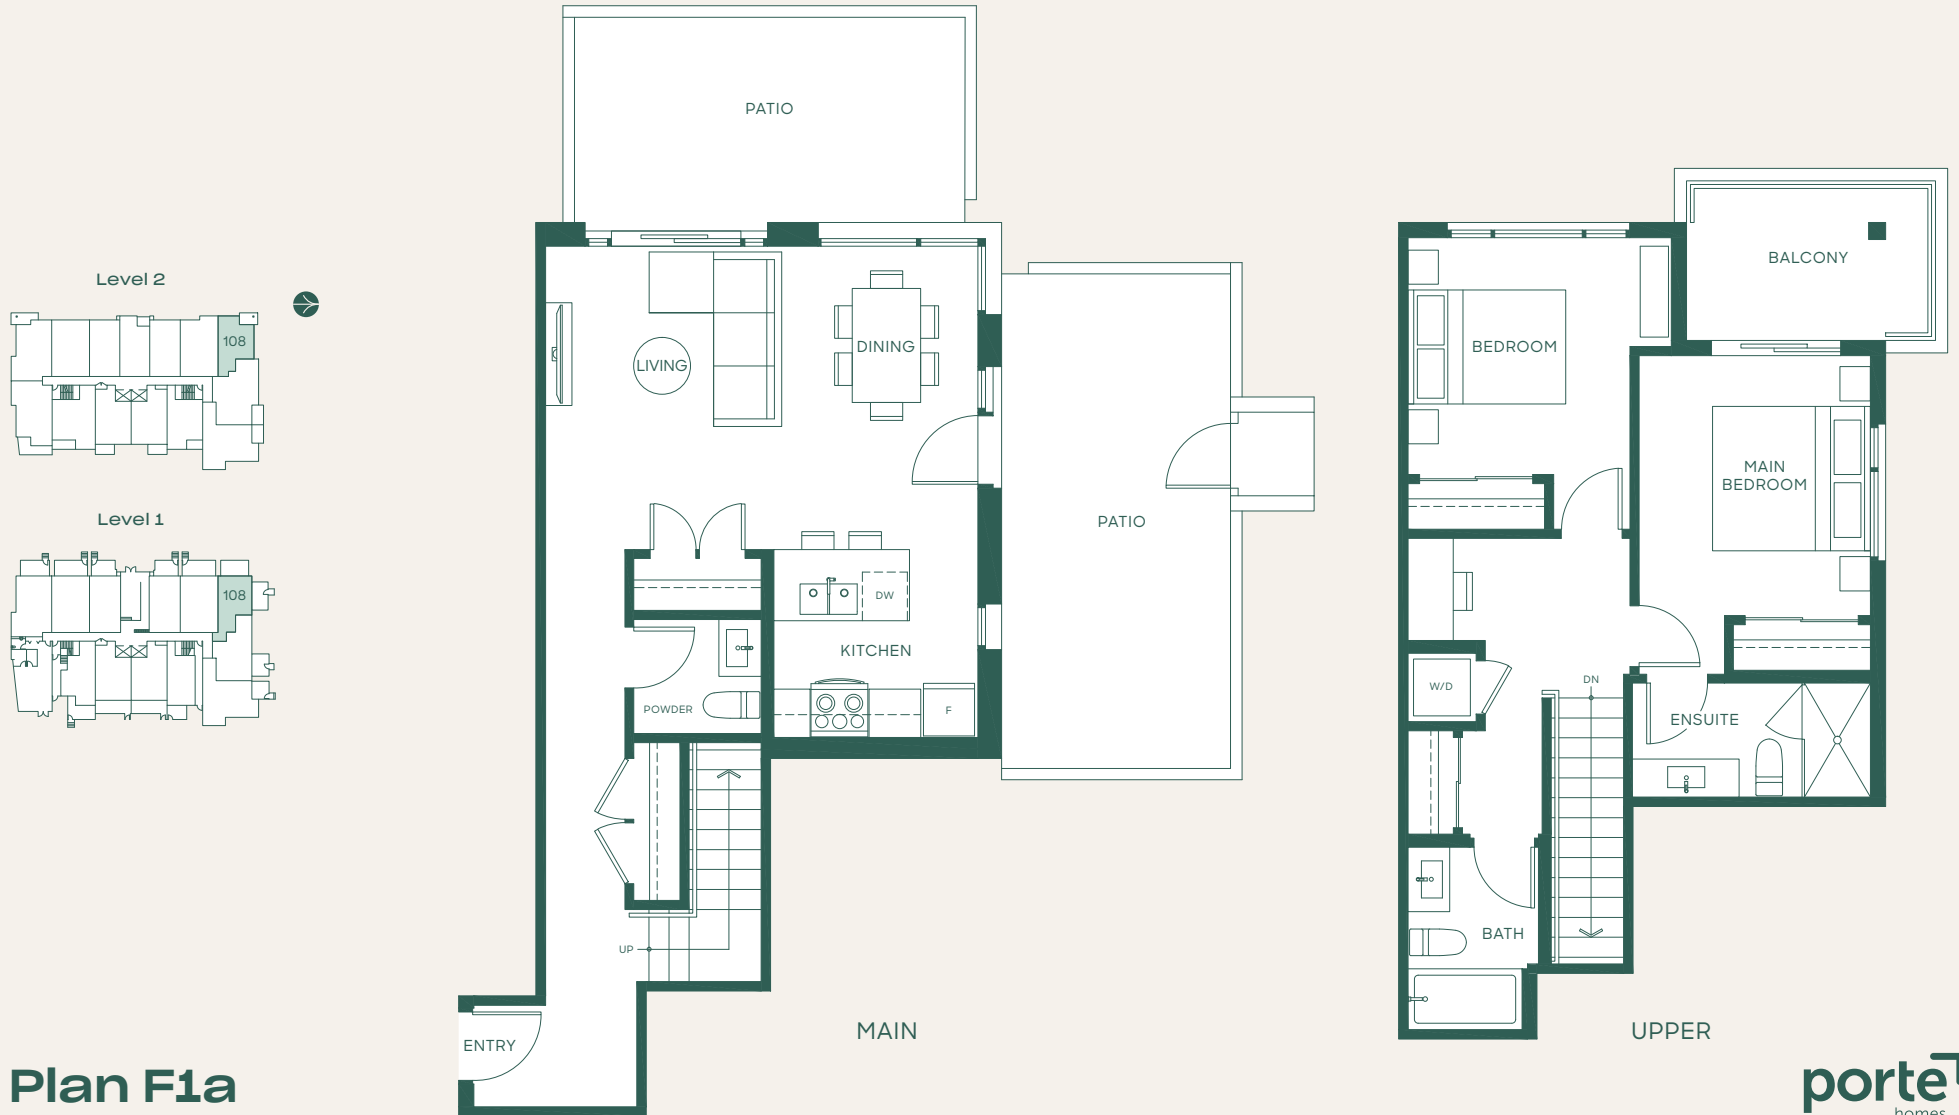 Level 2
108
Level 1
108
Plan F1a
PATIO
LIVING
DINING
PATIO
DW
KITCHEN
POWDER
F
UP
ENTRY
MAIN
BALCONY
BEDROOM
MAIN
BEDROOM
W/D
DN
ENSUITE
BATH
UPPER
porte
homes